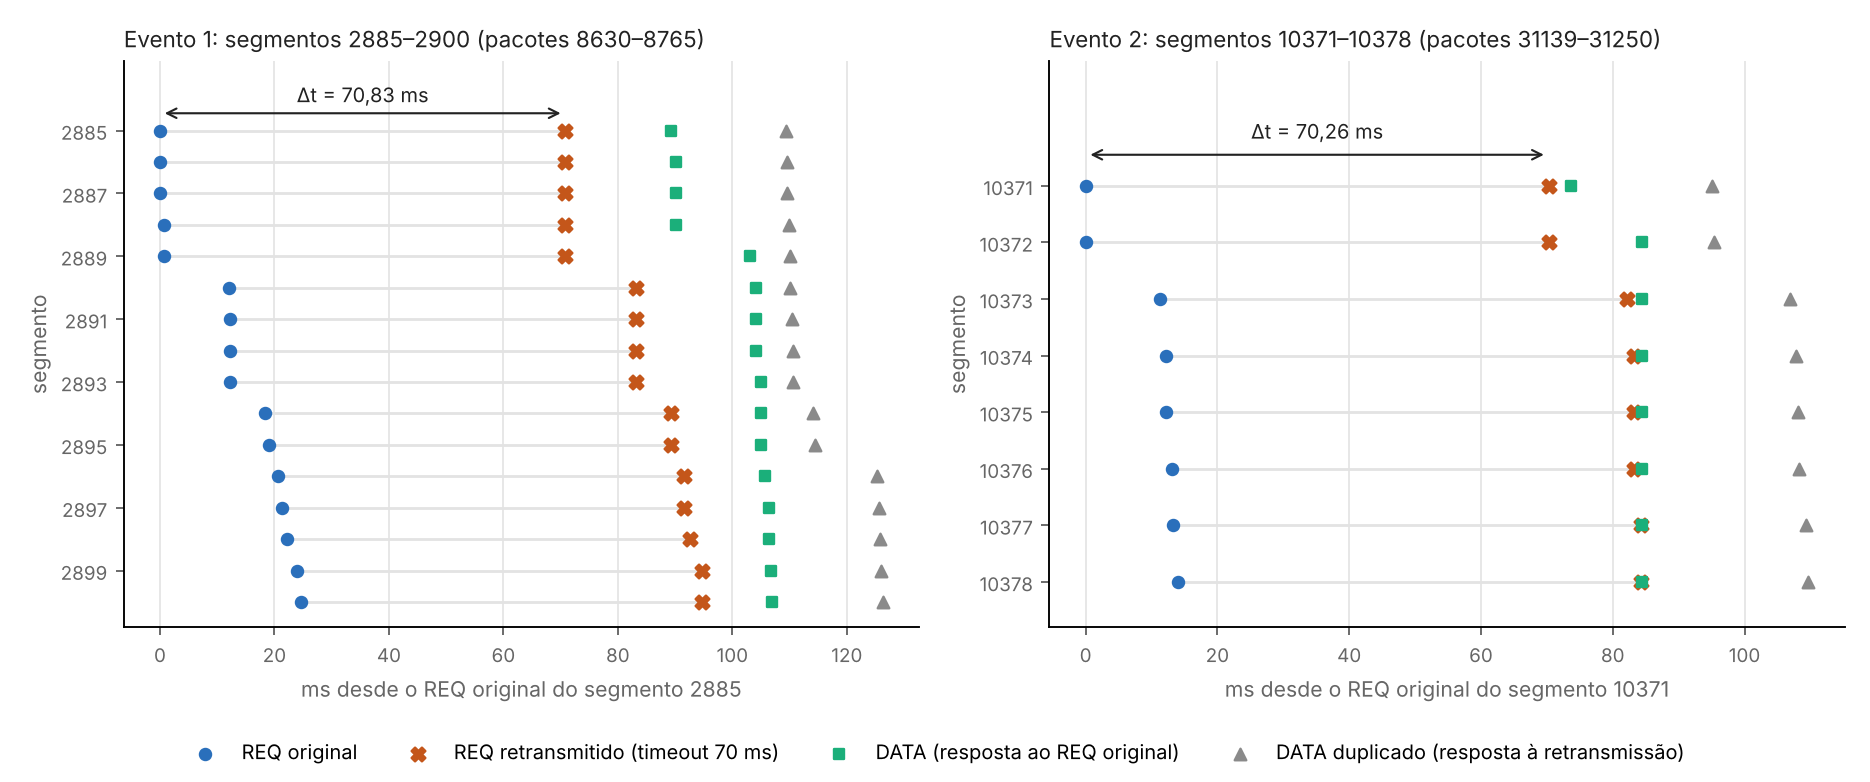 Evento 1: segmentos 2885–2900 (pacotes 8630–8765)
Δt = 70,83 ms
2885
2887
2889
2891
2893
2895
2897
2899
segmento
0 20 40 60 80 100 120
ms desde o REQ original do segmento 2885
Evento 2: segmentos 10371–10378 (pacotes 31139–31250)
Δt = 70,26 ms
10371
10372
10373
10374
10375
10376
10377
10378
segmento
0 20 40 60 80 100
ms desde o REQ original do segmento 10371
REQ original REQ retransmitido (timeout 70 ms) DATA (resposta ao REQ original) DATA duplicado (resposta à retransmissão)